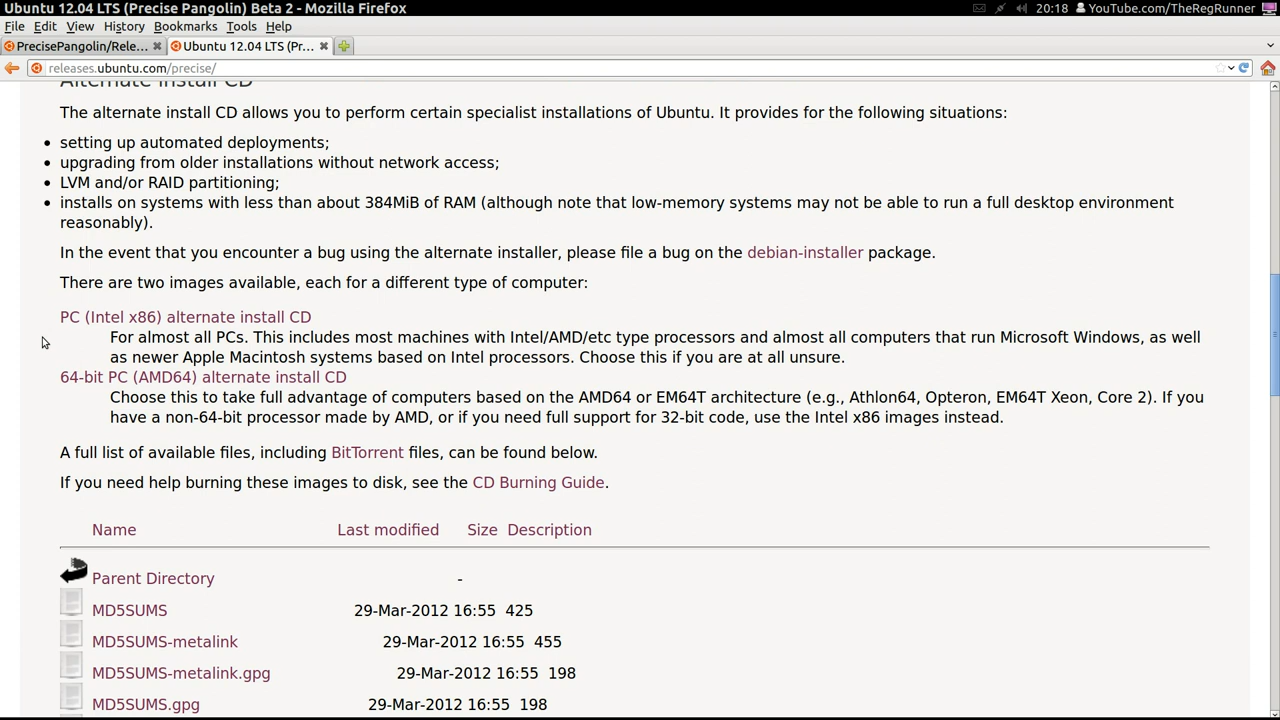 Ubuntu 12.04 LTS (Precise Pangolin) Beta 2 - Mozilla Firefox
20:18 YouTube.com/TheRegRunner
File Edit View History Bookmarks Tools Help
PrecisePangolin/Rele... Ubuntu 12.04 LTS (Pr...
releases.ubuntu.com/precise/
Alternate install CD
The alternate install CD allows you to perform certain specialist installations of Ubuntu. It provides for the following situations:
• setting up automated deployments;
• upgrading from older installations without network access;
• LVM and/or RAID partitioning;
• installs on systems with less than about 384MiB of RAM (although note that low-memory systems may not be able to run a full desktop environment
reasonably).
In the event that you encounter a bug using the alternate installer, please file a bug on the debian-installer package.
There are two images available, each for a different type of computer:
PC (Intel x86) alternate install CD
For almost all PCs. This includes most machines with Intel/AMD/etc type processors and almost all computers that run Microsoft Windows, as well
as newer Apple Macintosh systems based on Intel processors. Choose this if you are at all unsure.
64-bit PC (AMD64) alternate install CD
Choose this to take full advantage of computers based on the AMD64 or EM64T architecture (e.g., Athlon64, Opteron, EM64T Xeon, Core 2). If you
have a non-64-bit processor made by AMD, or if you need full support for 32-bit code, use the Intel x86 images instead.
A full list of available files, including BitTorrent files, can be found below.
If you need help burning these images to disk, see the CD Burning Guide.
Name Last modified Size Description
Parent Directory -
MD5SUMS 29-Mar-2012 16:55 425
MD5SUMS-metalink 29-Mar-2012 16:55 455
MD5SUMS-metalink.gpg 29-Mar-2012 16:55 198
MD5SUMS.gpg 29-Mar-2012 16:55 198